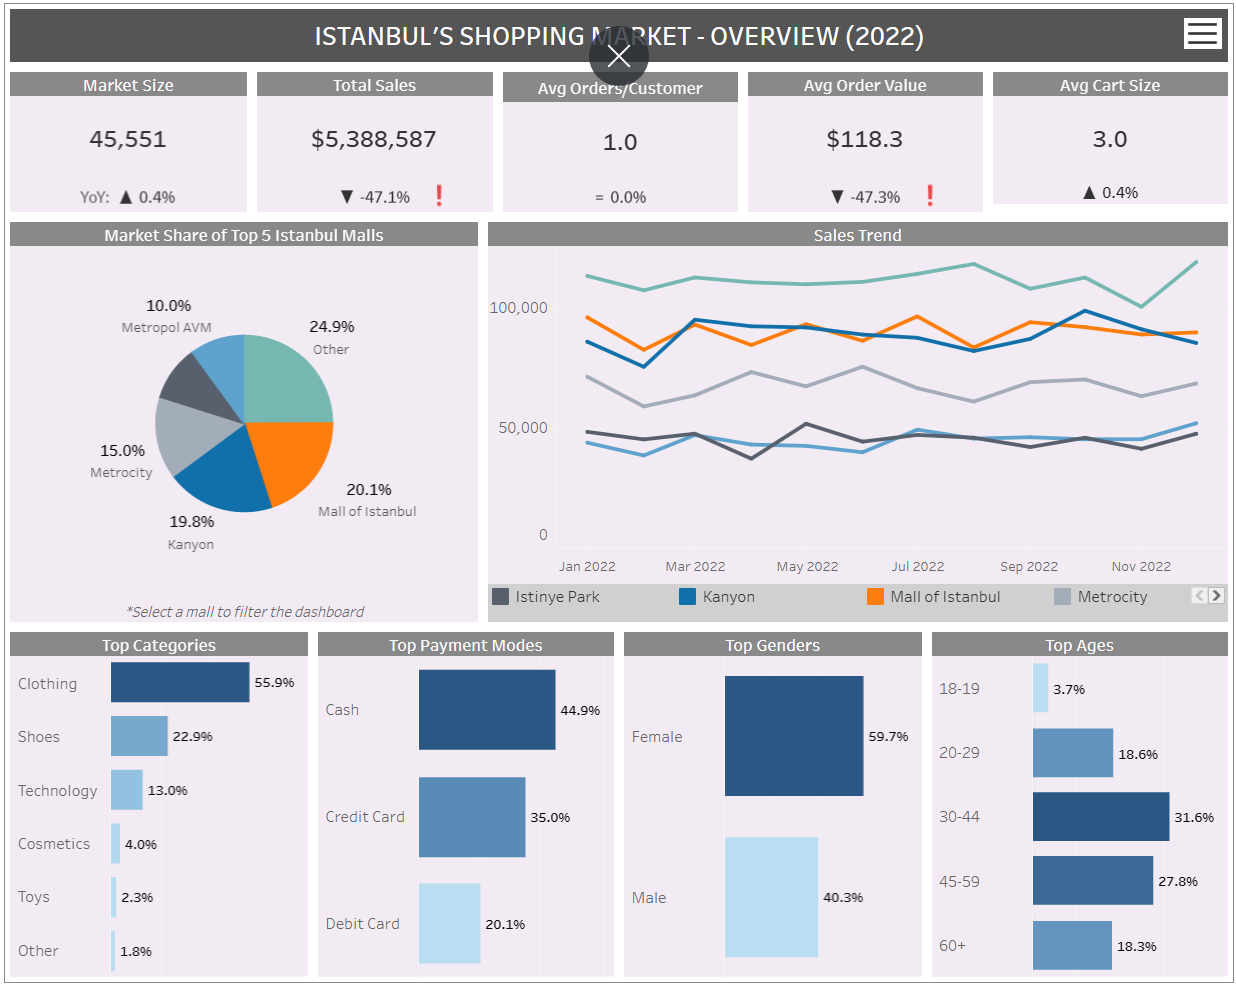 ISTANBUL’S SHOPPING MARKET - OVERVIEW (2022)
Market Size
45,551
YoY: ▲ 0.4%
Total Sales
$5,388,587
▼ -47.1% ❗
Avg Orders/Customer
1.0
= 0.0%
Avg Order Value
$118.3
▼ -47.3% ❗
Avg Cart Size
3.0
▲ 0.4%
Market Share of Top 5 Istanbul Malls
10.0%
Metropol AVM
24.9%
Other
15.0%
Metrocity
20.1%
Mall of Istanbul
19.8%
Kanyon
*Select a mall to filter the dashboard
Sales Trend
100,000
50,000
0
Jan 2022 Mar 2022 May 2022 Jul 2022 Sep 2022 Nov 2022
Istinye Park Kanyon Mall of Istanbul Metrocity
Top Categories
Clothing 55.9%
Shoes 22.9%
Technology 13.0%
Cosmetics 4.0%
Toys 2.3%
Other 1.8%
Top Payment Modes
Cash 44.9%
Credit Card 35.0%
Debit Card 20.1%
Top Genders
Female 59.7%
Male 40.3%
Top Ages
18-19 3.7%
20-29 18.6%
30-44 31.6%
45-59 27.8%
60+ 18.3%